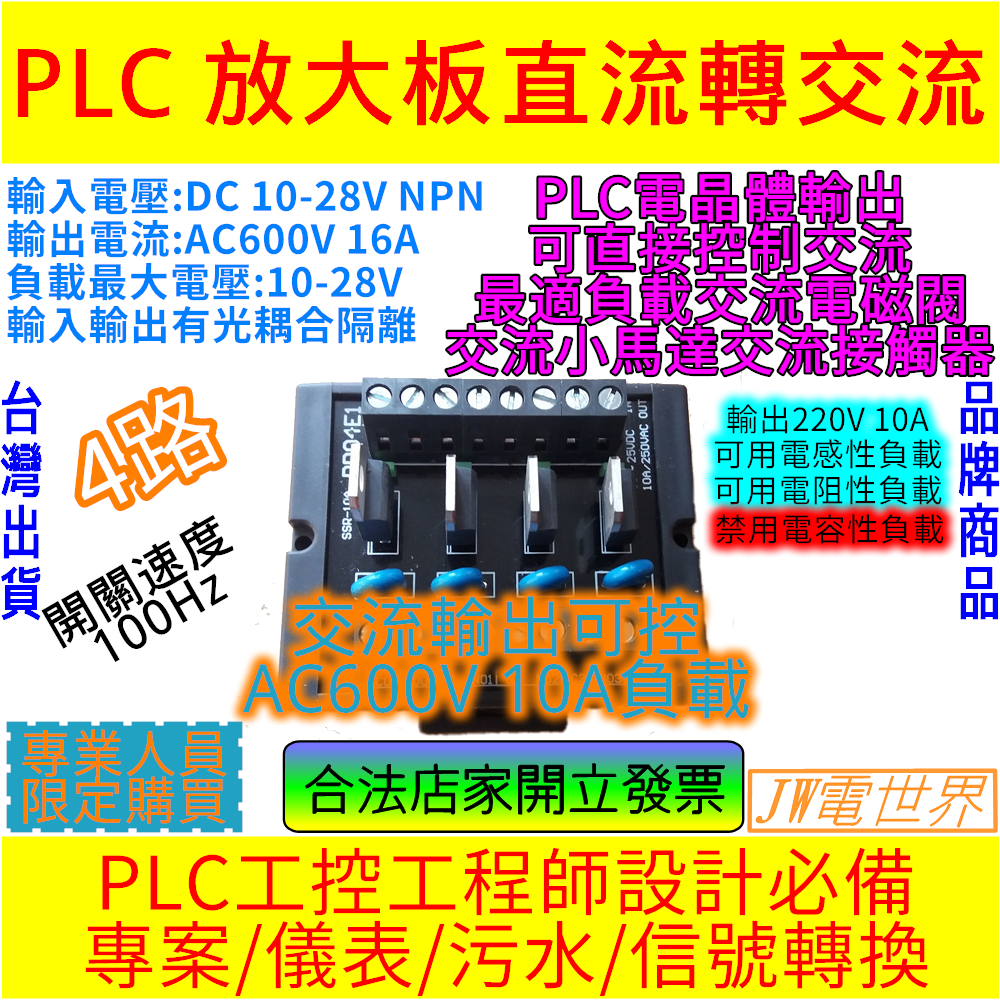 PLC 放大板直流轉交流
輸入電壓:DC 10-28V NPN
輸出電流:AC600V 16A
負載最大電壓:10-28V
輸入輸出有光耦合隔離
PLC電晶體輸出
可直接控制交流
最適負載交流電磁閥
交流小馬達交流接觸器
台灣出貨
4路
開關速度
100Hz
25VDC IN
10A/250VAC OUT
輸出220V 10A
可用電感性負載
可用電阻性負載
禁用電容性負載
品牌商品
交流輸出可控
AC600V 10A負載
專業人員
限定購買
合法店家開立發票
JW電世界
PLC工控工程師設計必備
專案/儀表/污水/信號轉換